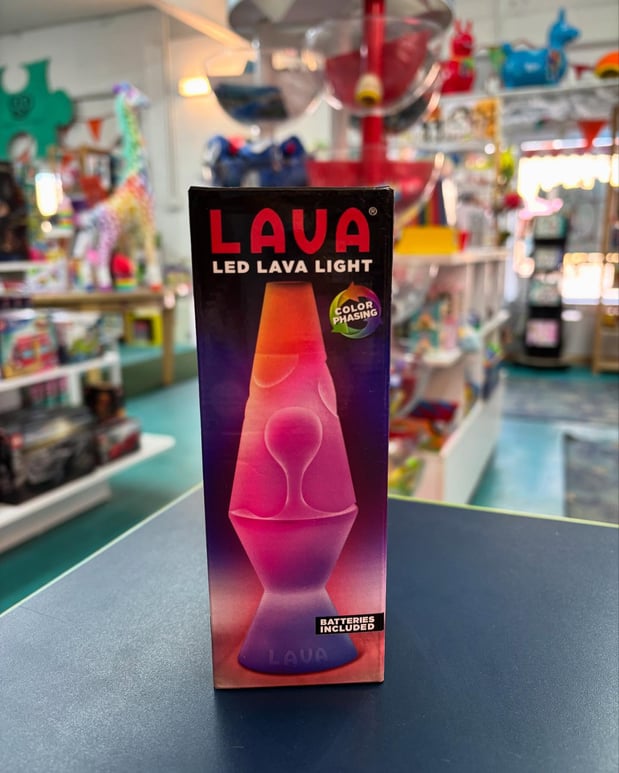 LAVA®
LED LAVA LIGHT
COLOR
PHASING
BATTERIES
INCLUDED
LAVA